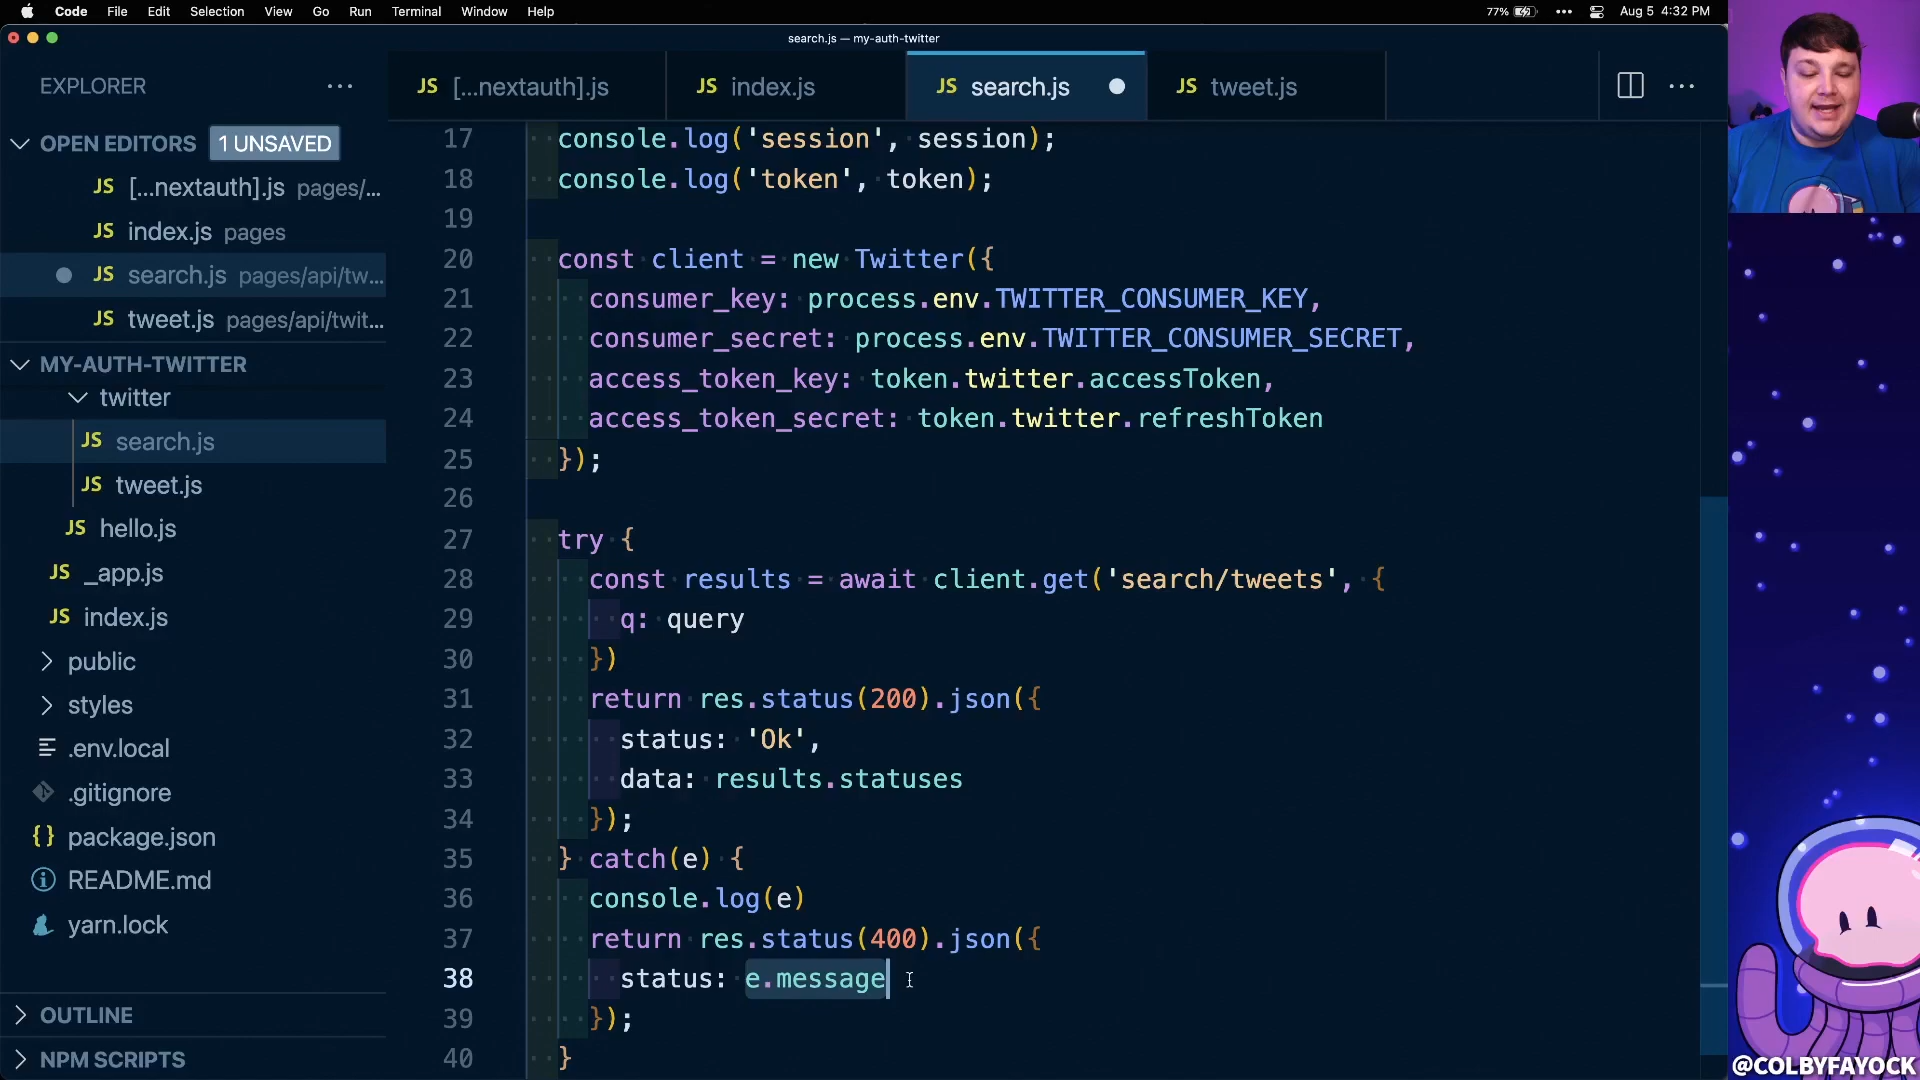 Code File Edit Selection View Go Run Terminal Window Help 77% Aug 5 4:32 PM
search.js — my-auth-twitter
EXPLORER
OPEN EDITORS 1 UNSAVED
JS [...nextauth].js pages/...
JS index.js pages
JS search.js pages/api/tw...
JS tweet.js pages/api/twit...
MY-AUTH-TWITTER
twitter
JS search.js
JS tweet.js
JS hello.js
JS _app.js
JS index.js
public
styles
.env.local
.gitignore
{} package.json
README.md
yarn.lock
OUTLINE
NPM SCRIPTS
JS [...nextauth].js JS index.js JS search.js JS tweet.js
17 console.log('session', session);
18 console.log('token', token);
19
20 const client = new Twitter({
21 consumer_key: process.env.TWITTER_CONSUMER_KEY,
22 consumer_secret: process.env.TWITTER_CONSUMER_SECRET,
23 access_token_key: token.twitter.accessToken,
24 access_token_secret: token.twitter.refreshToken
25 });
26
27 try {
28 const results = await client.get('search/tweets', {
29 q: query
30 })
31 return res.status(200).json({
32 status: 'Ok',
33 data: results.statuses
34 });
35 } catch(e) {
36 console.log(e)
37 return res.status(400).json({
38 status: e.message
39 });
40 }
@COLBYFAYOCK